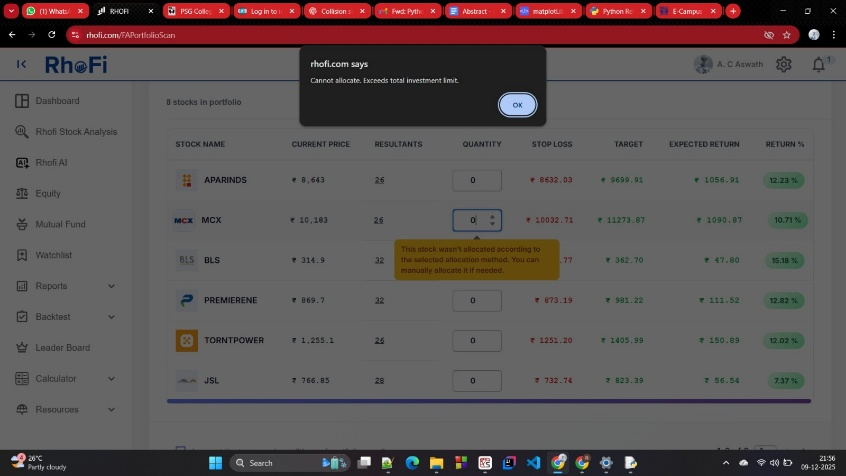 (1) WhatsA
RHOFI
PSG Colle
Log in to
Collision
Fwd: Pyth
Abstract -
matplotli
Python Re
E-Campus
rhofi.com/FAPortfolioScan
RhoFi
A. C Aswath
1
rhofi.com says
Cannot allocate. Exceeds total investment limit.
OK
Dashboard
Rhofi Stock Analysis
Rhofi AI
Equity
Mutual Fund
Watchlist
Reports
Backtest
Leader Board
Calculator
Resources
8 stocks in portfolio
STOCK NAME CURRENT PRICE RESULTANTS QUANTITY STOP LOSS TARGET EXPECTED RETURN RETURN %
APARINDS ₹ 8,643 26 0 ₹ 8632.03 ₹ 9699.91 ₹ 1056.91 12.23 %
MCX MCX ₹ 10,183 26 0 ₹ 10032.71 ₹ 11273.87 ₹ 1090.87 10.71 %
This stock wasn't allocated according to
the selected allocation method. You can
manually allocate it if needed.
BLS BLS ₹ 314.9 32 .77 ₹ 362.70 ₹ 47.80 15.18 %
PREMIERENE ₹ 869.7 32 0 ₹ 873.19 ₹ 981.22 ₹ 111.52 12.82 %
TORNTPOWER ₹ 1,255.1 26 0 ₹ 1251.20 ₹ 1405.99 ₹ 150.89 12.02 %
JSL ₹ 766.85 28 0 ₹ 732.74 ₹ 823.39 ₹ 56.54 7.37 %
26°C
Partly cloudy
Search
21:56
09-12-2025